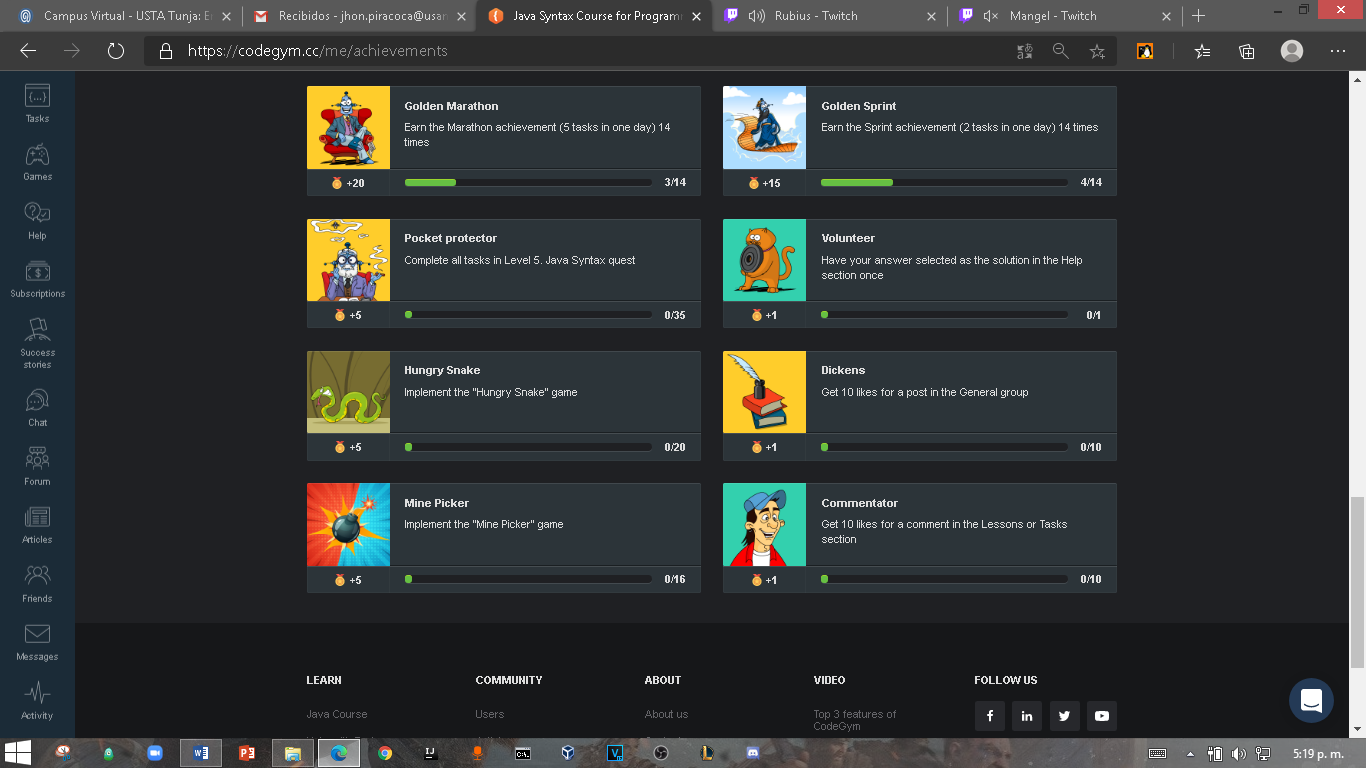 Campus Virtual - USTA Tunja: E
Recibidos - jhon.piracoca@usan
Java Syntax Course for Programm
Rubius - Twitch
Mangel - Twitch
https://codegym.cc/me/achievements
Tasks
Games
Help
Subscriptions
Success
stories
Chat
Forum
Articles
Friends
Messages
Activity
Golden Marathon
Earn the Marathon achievement (5 tasks in one day) 14
times
+20
3/14
Golden Sprint
Earn the Sprint achievement (2 tasks in one day) 14 times
+15
4/14
Pocket protector
Complete all tasks in Level 5. Java Syntax quest
+5
0/35
Volunteer
Have your answer selected as the solution in the Help
section once
+1
0/1
Hungry Snake
Implement the "Hungry Snake" game
+5
0/20
Dickens
Get 10 likes for a post in the General group
+1
0/10
Mine Picker
Implement the "Mine Picker" game
+5
0/16
Commentator
Get 10 likes for a comment in the Lessons or Tasks
section
+1
0/10
LEARN
Java Course
COMMUNITY
Users
ABOUT
About us
VIDEO
Top 3 features of
CodeGym
FOLLOW US
5:19 p. m.